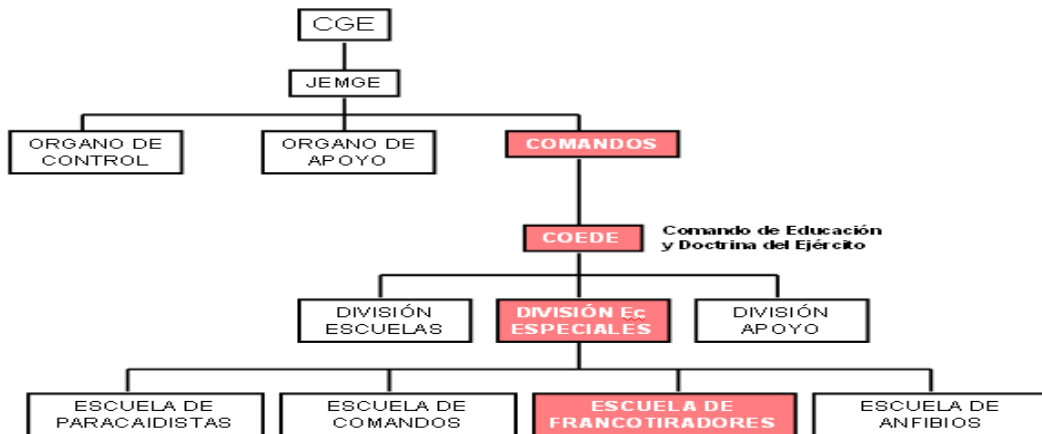 CGE
JEMGE
ORGANO DE
CONTROL
ORGANO DE
APOYO
COMANDOS
COEDE
Comando de Educación
y Doctrina del Ejército
DIVISIÓN
ESCUELAS
DIVISIÓN Ec
ESPECIALES
DIVISIÓN
APOYO
ESCUELA DE
PARACAIDISTAS
ESCUELA DE
COMANDOS
ESCUELA DE
FRANCOTIRADORES
ESCUELA DE
ANFIBIOS